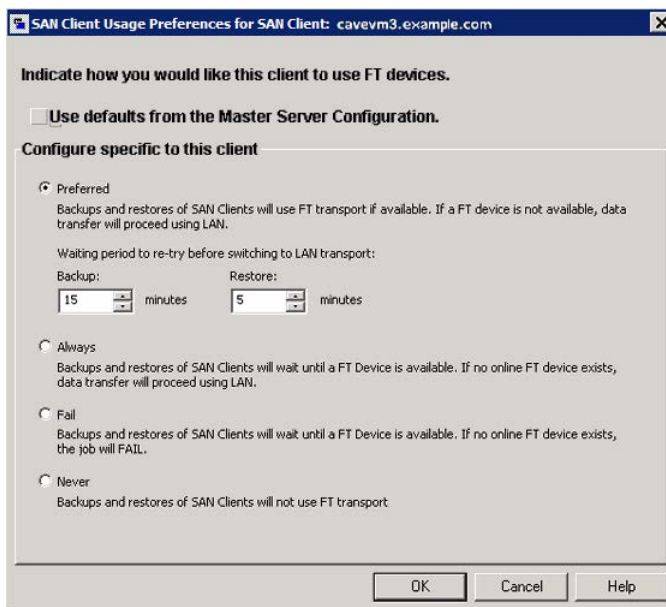 SAN Client Usage Preferences for SAN Client: cavevm3.example.com
Indicate how you would like this client to use FT devices.
Use defaults from the Master Server Configuration.
Configure specific to this client
Preferred
Backups and restores of SAN Clients will use FT transport if available. If a FT device is not available, data
transfer will proceed using LAN.
Waiting period to re-try before switching to LAN transport:
Backup: Restore:
15 minutes 5 minutes
Always
Backups and restores of SAN Clients will wait until a FT Device is available. If no online FT device exists,
data transfer will proceed using LAN.
Fail
Backups and restores of SAN Clients will wait until a FT Device is available. If no online FT device exists,
the job will FAIL.
Never
Backups and restores of SAN Clients will not use FT transport
OK Cancel Help